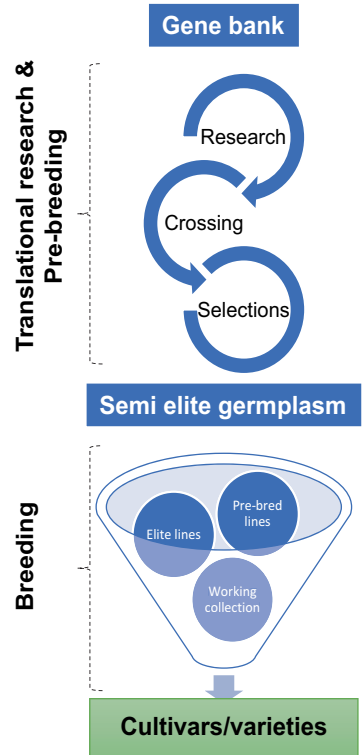 Gene bank
Translational research &
Pre-breeding
Research
Crossing
Selections
Semi elite germplasm
Breeding
Pre-bred
lines
Elite lines
Working
collection
Cultivars/varieties